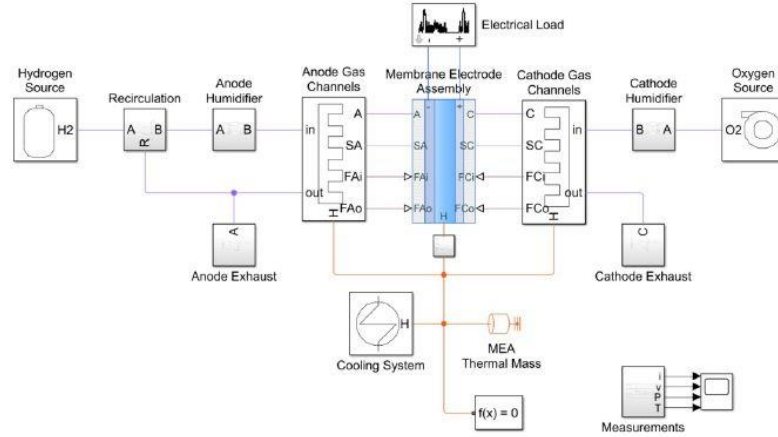 Electrical Load
- +
Hydrogen
Source
Recirculation
Anode
Humidifier
Anode Gas
Channels
Membrane Electrode
Assembly
Cathode Gas
Channels
Cathode
Humidifier
Oxygen
Source
H2
A B
R
A B
in
out
A
SA
FAi
FAo
H
- +
A C
SA SC
FAi FCi
FAo FCo
H
C
SC
FCi
FCo
in
out
H
B A
O2
A
Anode Exhaust
C
Cathode Exhaust
H
Cooling System
MEA
Thermal Mass
f(x) = 0
i
v
P
T
Measurements